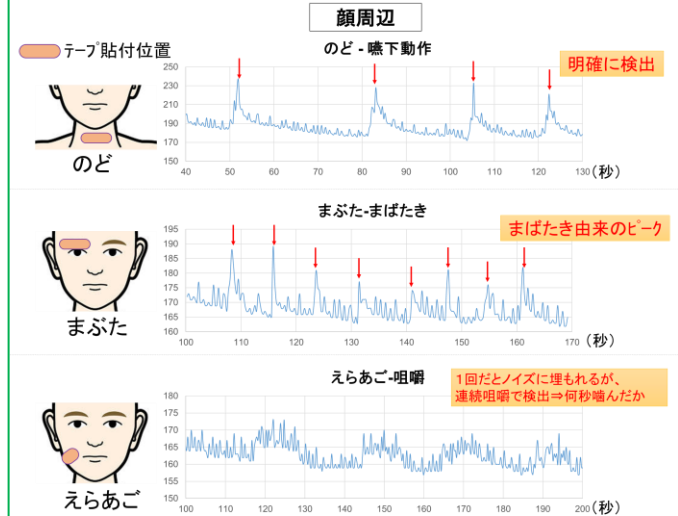 顔周辺
テープ貼付位置
のど - 嚥下動作
明確に検出
250
230
210
190
170
150
40 50 60 70 80 90 100 110 120 130 (秒)
のど
まぶた-まばたき
まばたき由来のピーク
195
190
185
180
175
170
165
160
100 110 120 130 140 150 160 170 (秒)
まぶた
えらあご-咀嚼
1回だとノイズに埋もれるが、
連続咀嚼で検出⇒何秒噛んだか
180
175
170
165
160
155
150
100 110 120 130 140 150 160 170 180 190 200 (秒)
えらあご